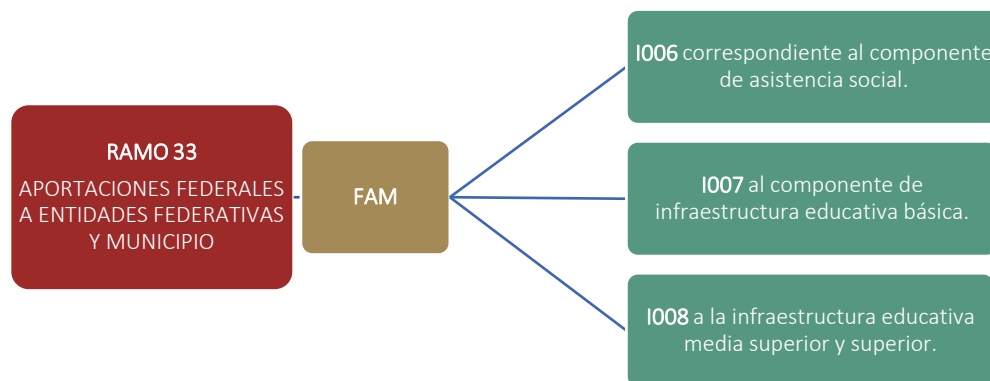 RAMO 33
APORTACIONES FEDERALES
A ENTIDADES FEDERATIVAS
Y MUNICIPIO
FAM
I006 correspondiente al componente
de asistencia social.
I007 al componente de
infraestructura educativa básica.
I008 a la infraestructura educativa
media superior y superior.